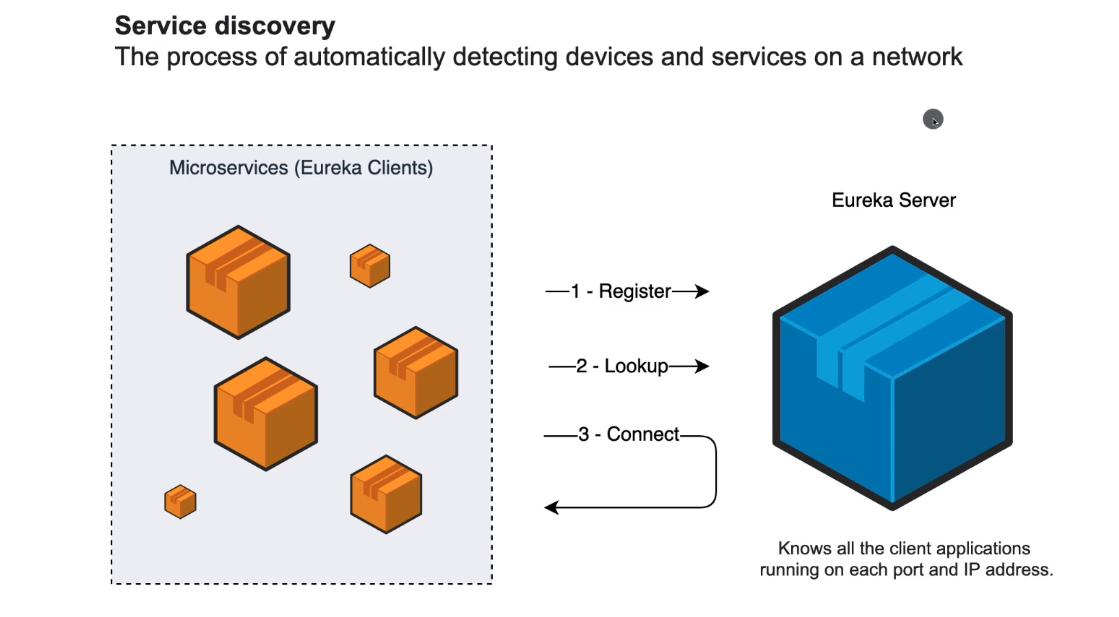 Service discovery
The process of automatically detecting devices and services on a network
Microservices (Eureka Clients)
Eureka Server
1 - Register
2 - Lookup
3 - Connect
Knows all the client applications
running on each port and IP address.